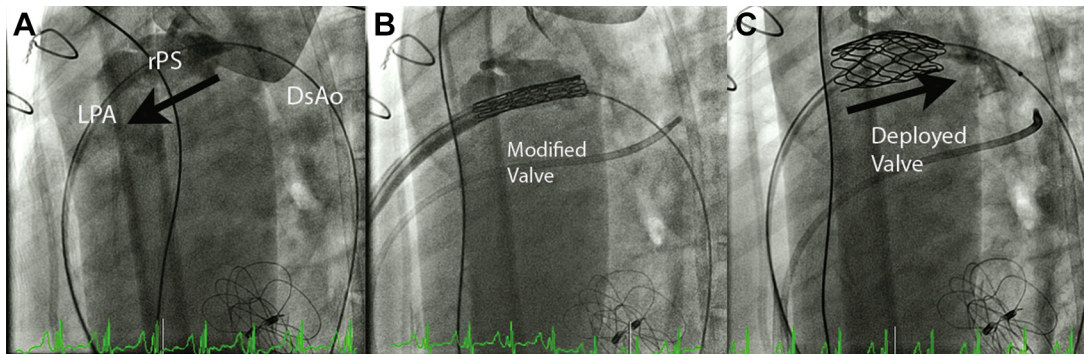 A
rPS
LPA
DsAo
B
Modified
Valve
C
Deployed
Valve